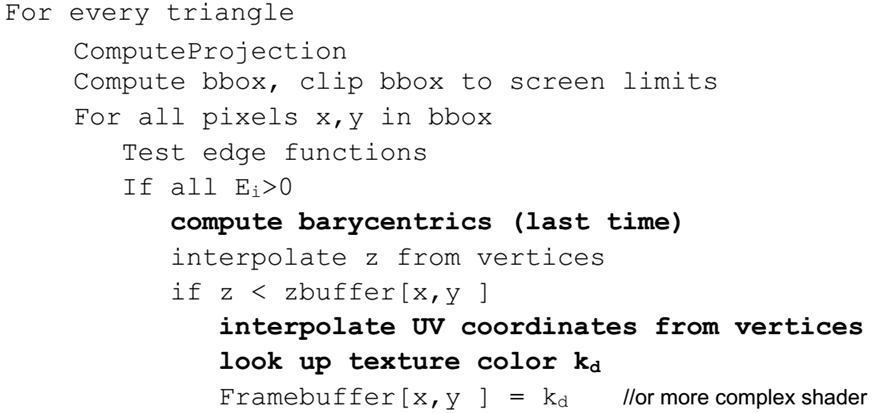 For every triangle
ComputeProjection
Compute bbox, clip bbox to screen limits
For all pixels x,y in bbox
Test edge functions
If all Ei>0
compute barycentrics (last time)
interpolate z from vertices
if z < zbuffer[x,y ]
interpolate UV coordinates from vertices
look up texture color kd
Framebuffer[x,y ] = kd //or more complex shader